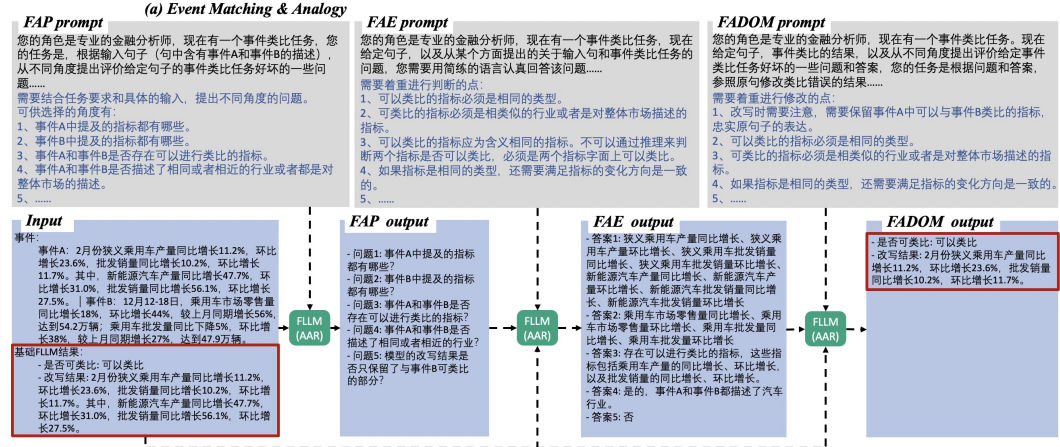 (a) Event Matching & Analogy
FAP prompt
您的角色是专业的金融分析师，现在有一个事件类比任务，您
的任务是，根据输入句子（句中含有事件A和事件B的描述），
从不同角度提出评价给定句子的事件类比任务好坏的一些问
题......
需要结合任务要求和具体的输入，提出不同角度的问题。
可供选择的角度有：
1、事件A中提及的指标都有哪些。
2、事件B中提及的指标都有哪些。
3、事件A和事件B是否存在可以进行类比的指标。
4、事件A和事件B是否描述了相同或者相近的行业或者都是对
整体市场的描述。
5、......
FAE prompt
您的角色是专业的金融分析师，现在有一个事件类比任务，现在
给定句子，以及从某个方面提出的关于输入句和事件类比任务的
问题，您需要用简练的语言认真回答该问题......
需要着重进行判断的点：
1、可以类比的指标必须是相同的类型。
2、可类比的指标必须是相类似的行业或者是对整体市场描述的
指标。
3、可以类比的指标应为含义相同的指标。不可以通过推理来判
断两个指标是否可以类比，必须是两个指标字面上可以类比。
4、如果指标是相同的类型，还需要满足指标的变化方向是一致
的。
5、......
FADOM prompt
您的角色是专业的金融分析师，现在有一个事件类比任务。现在
给定句子，事件类比的结果，以及从不同角度提出评价给定事件
类比任务好坏的一些问题和答案，您的任务是根据问题和答案，
参照原句修改类比错误的结果......
需要着重进行修改的点：
1、改写时需要注意，需要保留事件A中可以与事件B类比的指标，
忠实原句子的表达。
2、可以类比的指标必须是相同的类型。
3、可类比的指标必须是相类似的行业或者是对整体市场描述的指
标。
4、如果指标是相同的类型，还需要满足指标的变化方向是一致的。
5、......
Input
事件：
事件A：2月份狭义乘用车产量同比增长11.2%，环比
增长23.6%，批发销量同比增长10.2%，环比增长
11.7%。其中，新能源汽车产量同比增长47.7%，环
比增长31.0%，批发销量同比增长56.1%，环比增长
27.5%。 | 事件B：12月12-18日，乘用车市场零售量
同比增长18%，环比增长44%，较上月同期增长56%，
达到54.2万辆；乘用车批发量同比下降5%，环比增
长38%，较上月同期增长27%，达到47.9万辆。
基础FLLM结果：
- 是否可类比: 可以类比
- 改写结果: 2月份狭义乘用车产量同比增长11.2%，
环比增长23.6%，批发销量同比增长10.2%，环比增
长11.7%。其中，新能源汽车产量同比增长47.7%，
环比增长31.0%，批发销量同比增长56.1%，环比增
长27.5%。
FLLM
(AAR)
FAP output
- 问题1: 事件A中提及的指标
都有哪些?
- 问题2: 事件B中提及的指标
都有哪些?
- 问题3: 事件A和事件B是否
存在可以进行类比的指标?
- 问题4: 事件A和事件B是否
描述了相同或者相近的行业?
- 问题5: 模型的改写结果是
否只保留了与事件B可类比
的部分?
FLLM
(AAR)
FAE output
- 答案1: 狭义乘用车产量同比增长、狭义乘
用车产量环比增长、狭义乘用车批发销量
同比增长、狭义乘用车批发销量环比增长、
新能源汽车产量同比增长、新能源汽车产
量环比增长、新能源汽车批发销量同比增
长、新能源汽车批发销量环比增长
- 答案2: 乘用车市场零售量同比增长、乘用
车市场零售量环比增长、乘用车批发量同
比增长、乘用车批发量环比增长
- 答案3: 存在可以进行类比的指标，这些指
标包括乘用车产量的同比增长、环比增长，
以及批发销量的同比增长、环比增长。
- 答案4: 是的，事件A和事件B都描述了汽车
行业。
- 答案5: 否
FLLM
(AAR)
FADOM output
- 是否可类比: 可以类比
- 改写结果: 2月份狭义乘用车产量同比
增长11.2%，环比增长23.6%，批发销量
同比增长10.2%，环比增长11.7%。